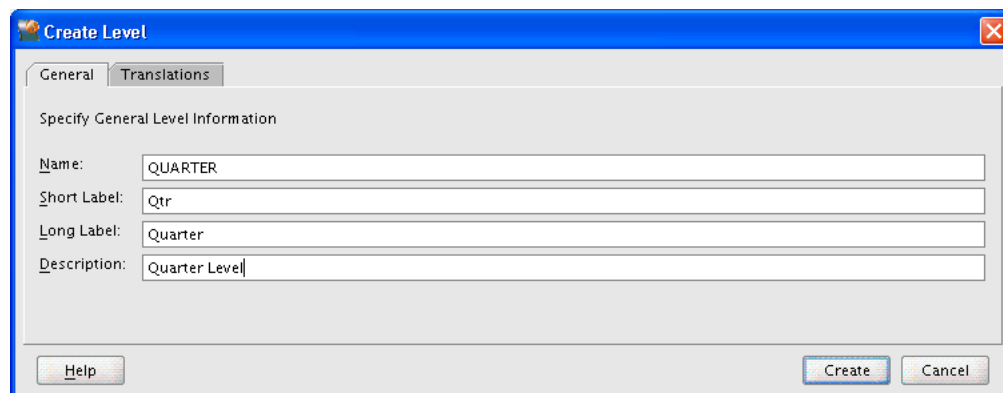 Create Level
General Translations
Specify General Level Information
Name: QUARTER
Short Label: Qtr
Long Label: Quarter
Description: Quarter Level
Help Create Cancel